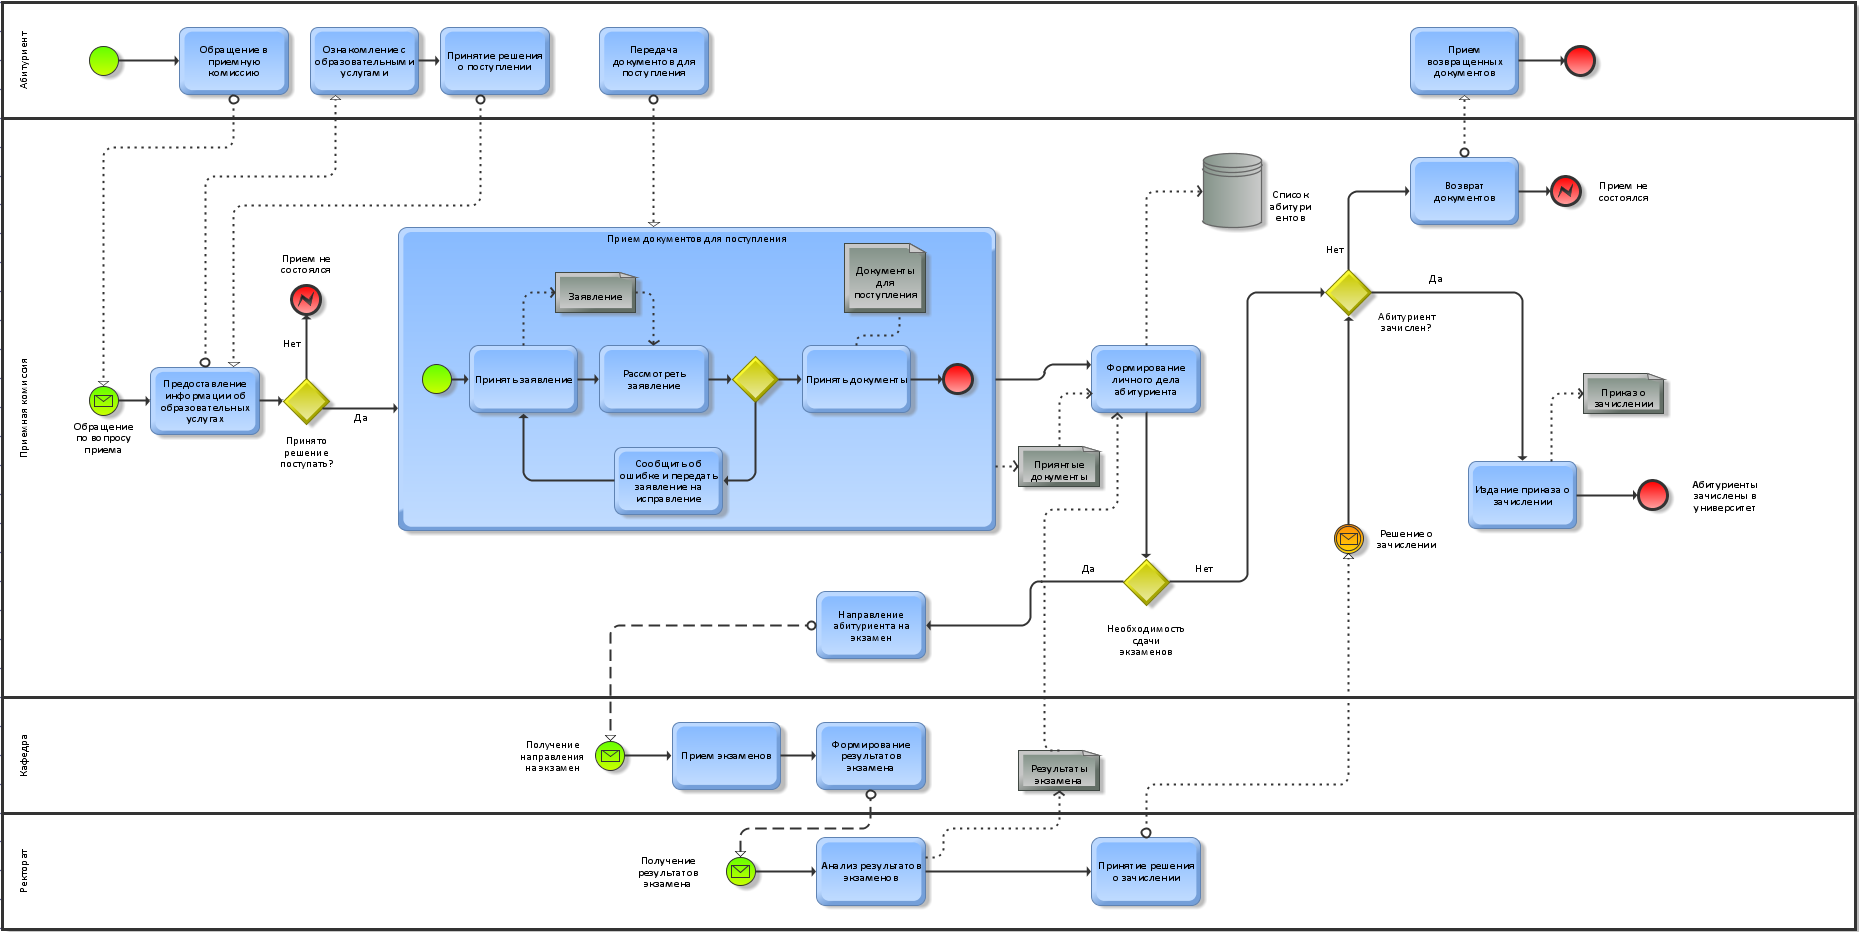 Абитуриент
Обращение в
приемную
комиссию
Ознакомление с
образовательными
услугами
Принятие решения
о поступлении
Передача
документов для
поступления
Прием
возвращенных
документов
Приемная комиссия
Возврат
документов
Прием не
состоялся
Список
абитури
ентов
Прием документов для поступления
Нет
Прием не
состоялся
Документы
для
поступления
Заявление
Да
Абитуриент
зачислен?
Нет
Предоставление
информации об
образовательных
услугах
Принять заявление
Рассмотреть
заявление
Принять документы
Формирование
личного дела
абитуриента
Приказ о
зачислении
Да
Обращение
по вопросу
приема
Принято
решение
поступать?
Сообщить об
ошибке и передать
заявление на
исправление
Приянтые
документы
Издание приказа о
зачислении
Абитуриенты
зачислены в
университет
Решение о
зачислении
Да
Нет
Направление
абитуриента на
экзамен
Необходимость
сдачи
экзаменов
Кафедра
Получение
направления
на экзамен
Прием экзаменов
Формирование
результатов
экзамена
Результаты
экзамена
Ректорат
Получение
результатов
экзамена
Анализ результатов
экзаменов
Принятие решения
о зачислении